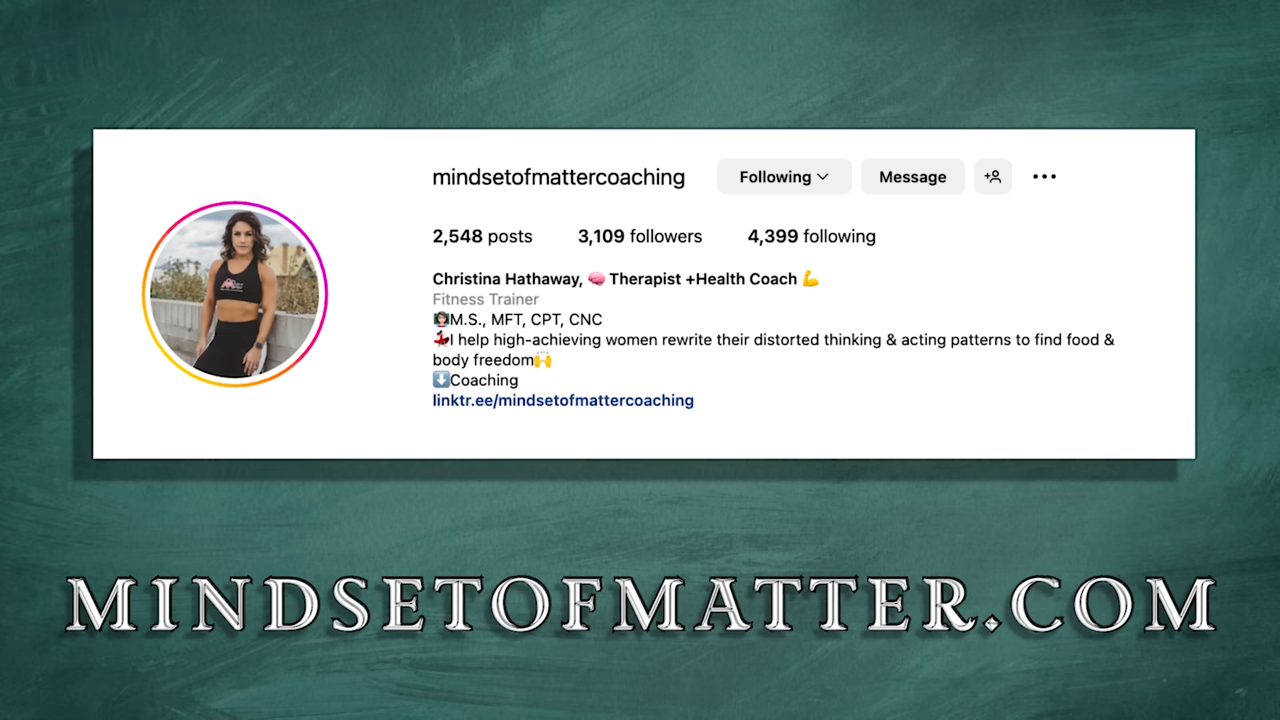 mindsetofmattercoaching Following Message
2,548 posts 3,109 followers 4,399 following
Christina Hathaway, 🧠 Therapist +Health Coach 💪
Fitness Trainer
👩🏻‍🏫M.S., MFT, CPT, CNC
💃I help high-achieving women rewrite their distorted thinking & acting patterns to find food &
body freedom🙌
⬇️Coaching
linktr.ee/mindsetofmattercoaching
MINDSETOFMATTER.COM